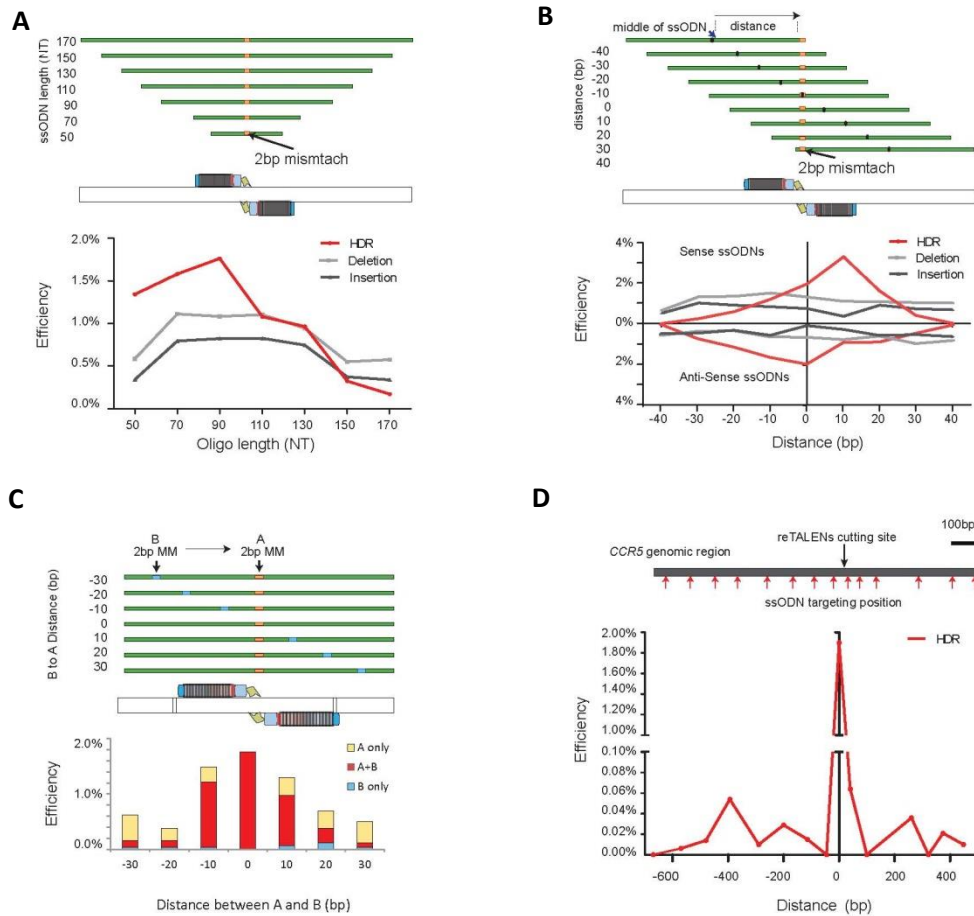 A
ssODN length (NT)
170
150
130
110
90
70
50
2bp mismtach
2.0%
1.5%
1.0%
0.5%
0.0%
Efficiency
HDR
Deletion
Insertion
50 70 90 110 130 150 170
Oligo length (NT)
B
middle of ssODN
distance
distance (bp)
-40
-30
-20
-10
0
10
20
30
40
2bp mismtach
4%
2%
0%
2%
4%
Efficiency
Sense ssODNs
HDR
Deletion
Insertion
Anti-Sense ssODNs
-40 -30 -20 -10 0 10 20 30 40
Distance (bp)
C
B
2bp MM
A
2bp MM
B to A Distance (bp)
-30
-20
-10
0
10
20
30
2.0%
1.0%
0.0%
Efficiency
A only
A+B
B only
-30 -20 -10 0 10 20 30
Distance between A and B (bp)
D
reTALENs cutting site
100bp
CCR5 genomic region
ssODN targeting position
2.00%
1.80%
1.60%
1.40%
1.20%
1.00%
0.10%
0.08%
0.06%
0.04%
0.02%
0.00%
Efficiency
HDR
-600 -400 -200 0 200 400
Distance (bp)